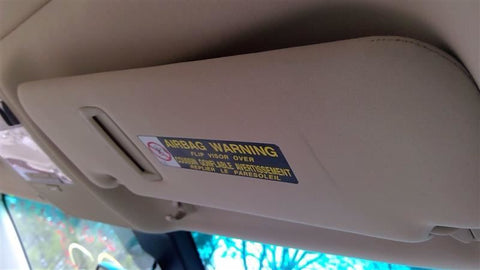 AIRBAG WARNING
FLIP VISOR OVER
COUSSIN GONFLABLE AVERTISSEMENT
REPLIER LE PARESOLEIL